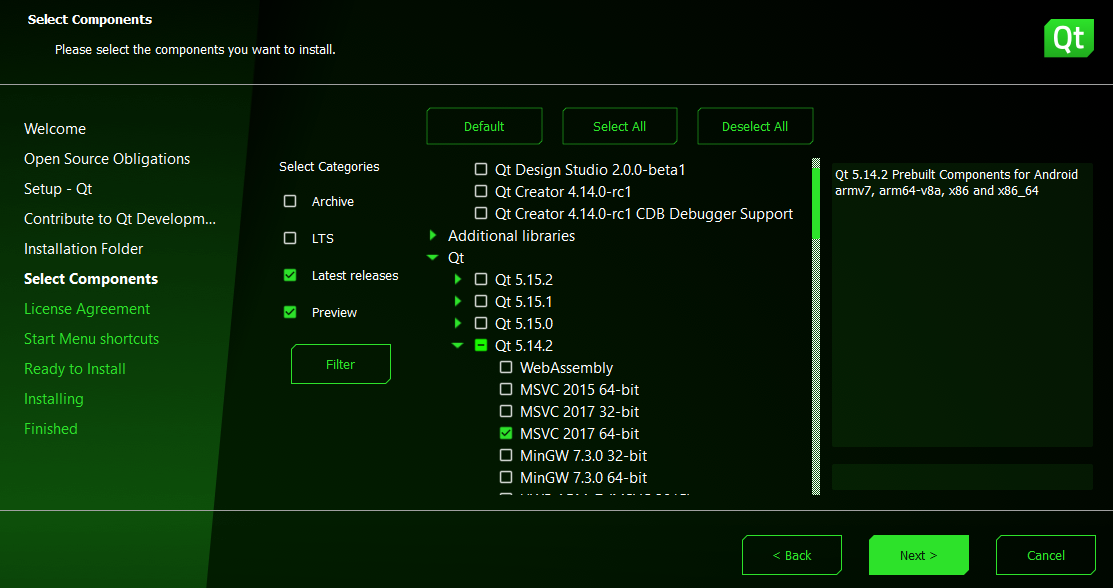 Select Components
Please select the components you want to install.
Qt
Welcome
Open Source Obligations
Setup - Qt
Contribute to Qt Developm...
Installation Folder
Select Components
License Agreement
Start Menu shortcuts
Ready to Install
Installing
Finished
Select Categories
Archive
LTS
Latest releases
Preview
Filter
Default
Select All
Deselect All
Qt Design Studio 2.0.0-beta1
Qt Creator 4.14.0-rc1
Qt Creator 4.14.0-rc1 CDB Debugger Support
Additional libraries
Qt
Qt 5.15.2
Qt 5.15.1
Qt 5.15.0
Qt 5.14.2
WebAssembly
MSVC 2015 64-bit
MSVC 2017 32-bit
MSVC 2017 64-bit
MinGW 7.3.0 32-bit
MinGW 7.3.0 64-bit
Qt 5.14.2 Prebuilt Components for Android
armv7, arm64-v8a, x86 and x86_64
< Back
Next >
Cancel